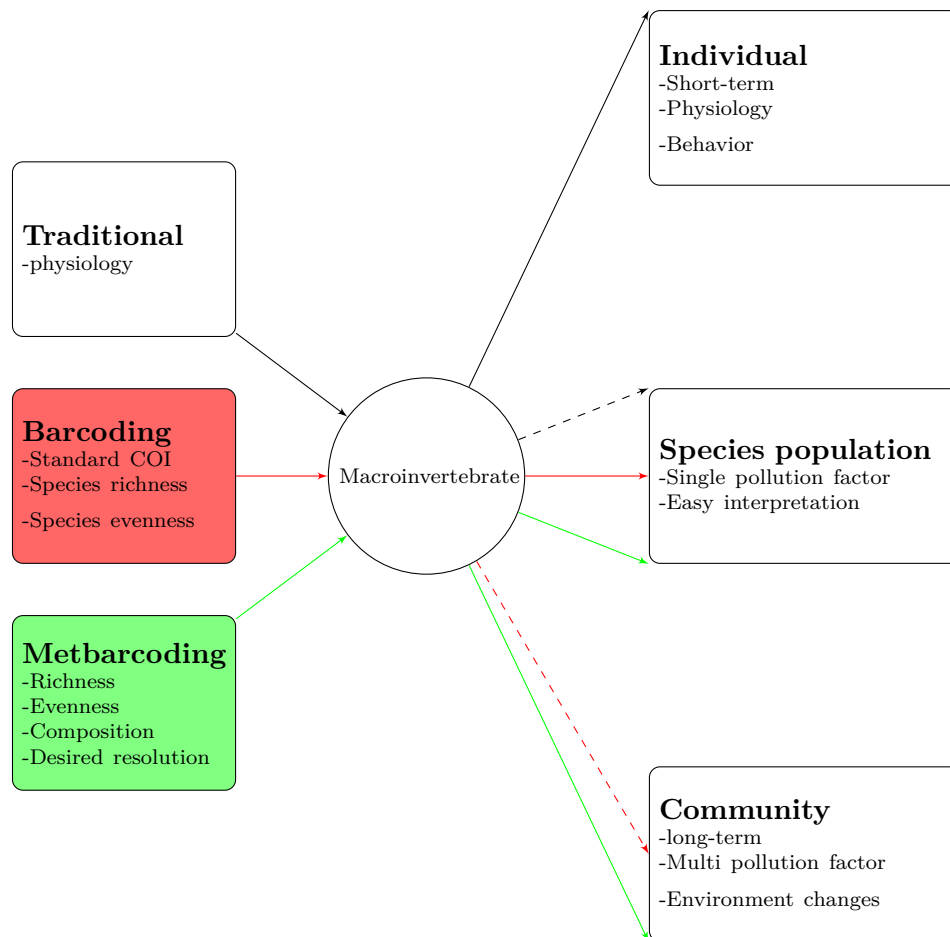 Traditional
-physiology
Barcoding
-Standard COI
-Species richness
-Species evenness
Metbarcoding
-Richness
-Evenness
-Composition
-Desired resolution
Macroinvertebrate
Individual
-Short-term
-Physiology
-Behavior
Species population
-Single pollution factor
-Easy interpretation
Community
-long-term
-Multi pollution factor
-Environment changes